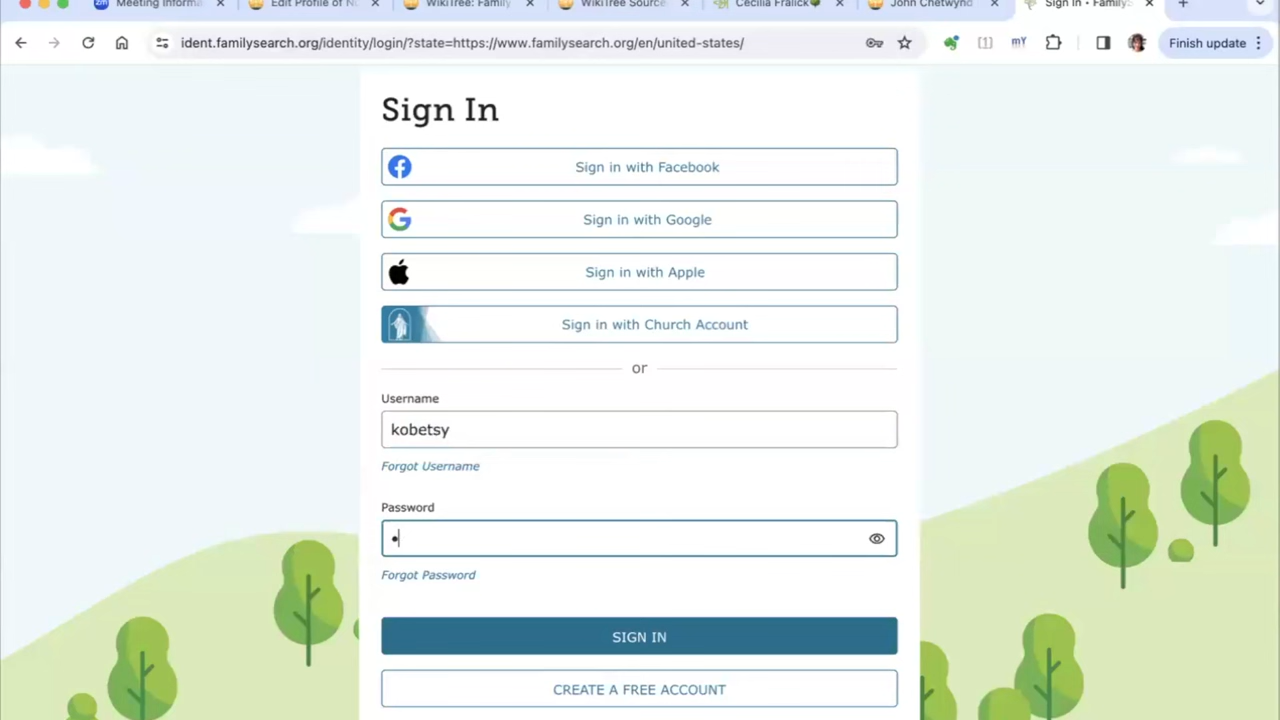 Meeting Informa
Edit Profile of N
WikiTree: Family
WikiTree Source
Cecilia Fralick
John Chetwynd
Sign In • FamilyS
ident.familysearch.org/identity/login/?state=https://www.familysearch.org/en/united-states/
[1]
mY
Finish update
Sign In
Sign in with Facebook
Sign in with Google
Sign in with Apple
Sign in with Church Account
or
Username
kobetsy
Forgot Username
Password
Forgot Password
SIGN IN
CREATE A FREE ACCOUNT